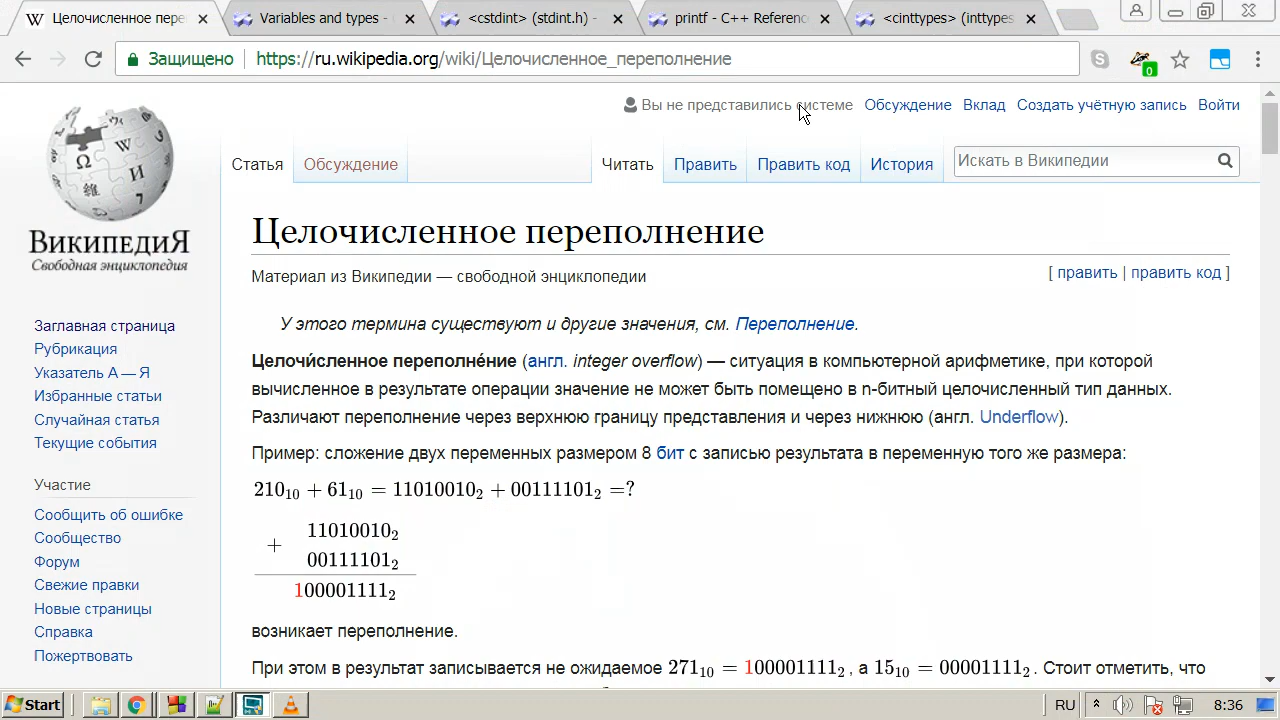 Целочисленное пере
Variables and types -
<cstdint> (stdint.h) -
printf - C++ Referenc
<cinttypes> (inttypes
Защищено
https://ru.wikipedia.org/wiki/Целочисленное_переполнение
0
Вы не представились системе
Обсуждение
Вклад
Создать учётную запись
Войти
Статья
Обсуждение
Читать
Править
Править код
История
Искать в Википедии
ВикипедиЯ
Свободная энциклопедия
Целочисленное переполнение
Материал из Википедии — свободной энциклопедии
[ править | править код ]
У этого термина существуют и другие значения, см. Переполнение.
Целочи́сленное переполне́ние (англ. integer overflow) — ситуация в компьютерной арифметике, при которой
вычисленное в результате операции значение не может быть помещено в n-битный целочисленный тип данных.
Различают переполнение через верхнюю границу представления и через нижнюю (англ. Underflow).
Пример: сложение двух переменных размером 8 бит с записью результата в переменную того же размера:
210₁₀ + 61₁₀ = 11010010₂ + 00111101₂ =?
11010010₂
+
00111101₂
100001111₂
возникает переполнение.
При этом в результат записывается не ожидаемое 271₁₀ = 100001111₂, а 15₁₀ = 00001111₂. Стоит отметить, что
Заглавная страница
Рубрикация
Указатель А — Я
Избранные статьи
Случайная статья
Текущие события
Участие
Сообщить об ошибке
Сообщество
Форум
Свежие правки
Новые страницы
Справка
Пожертвовать
Start
RU
8:36